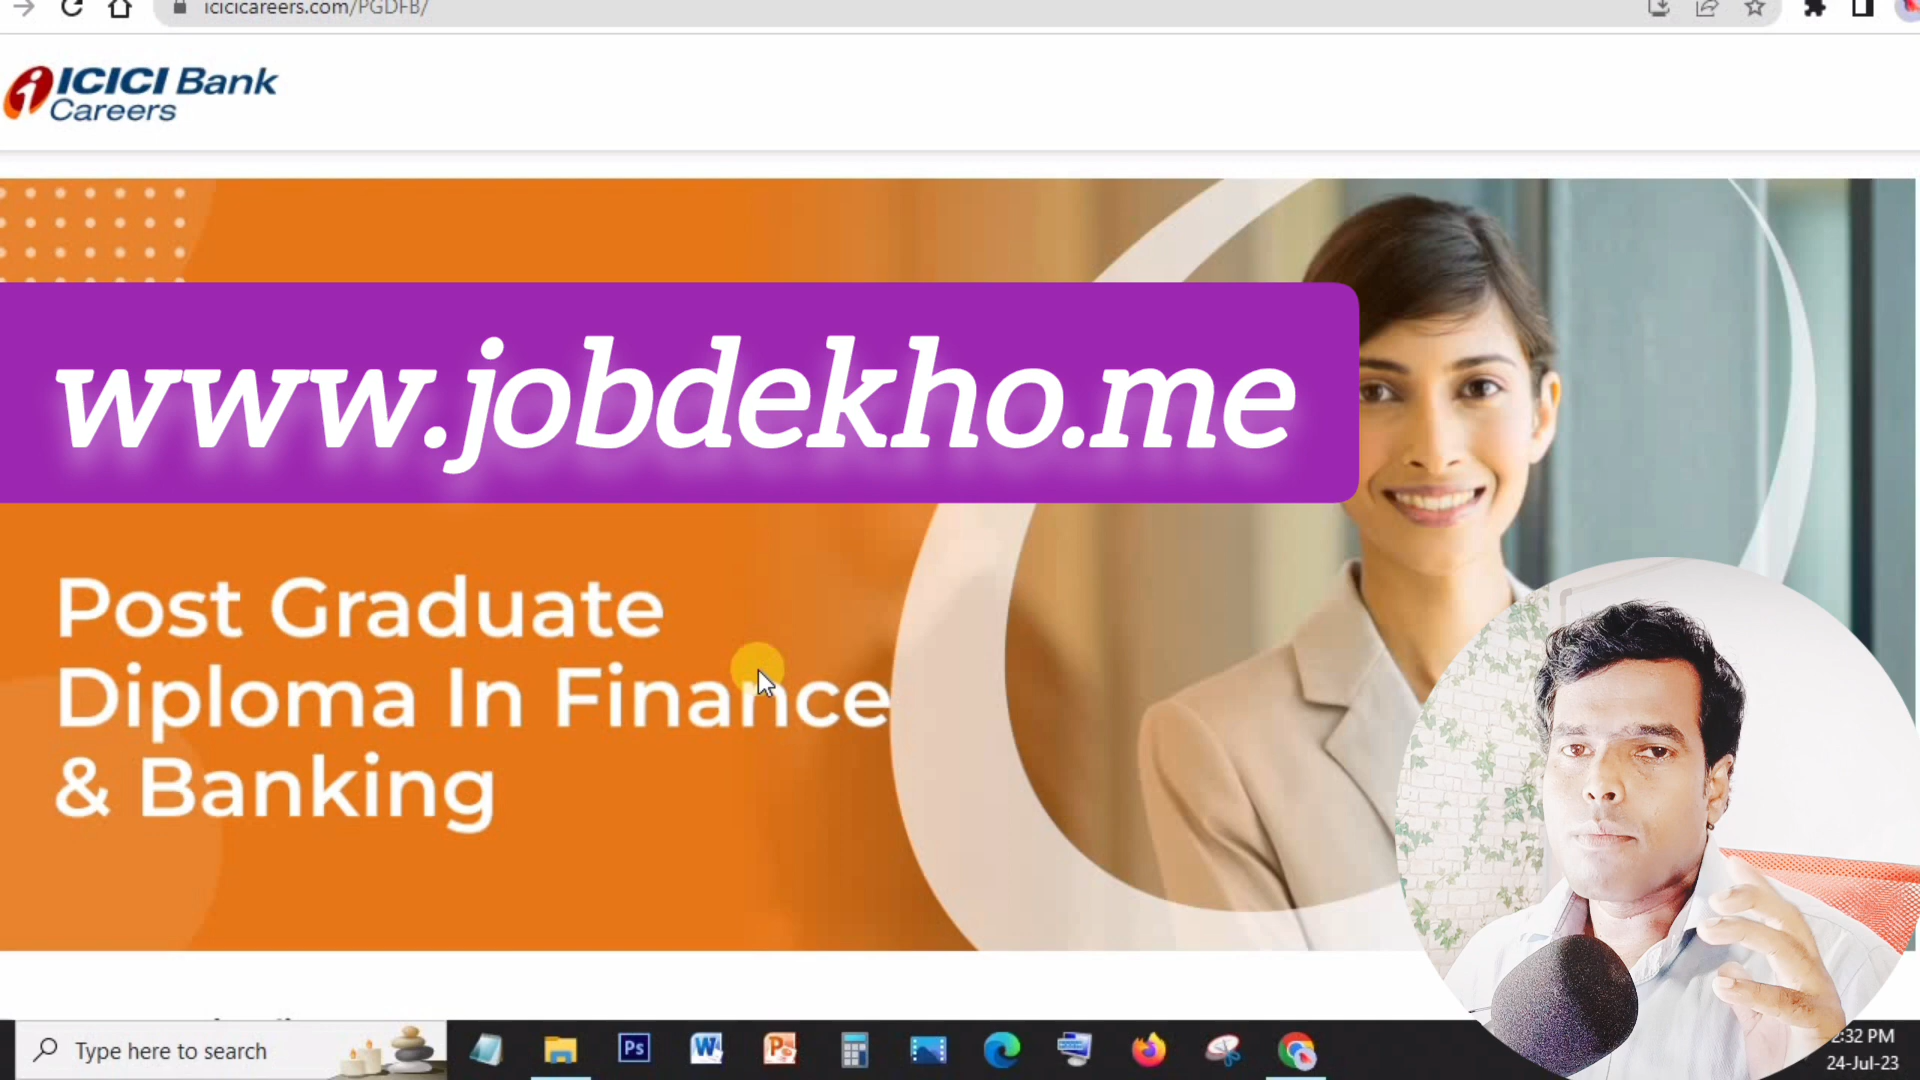 icicicareers.com/PGDFB/
ICICI Bank
Careers
www.jobdekho.me
Post Graduate
Diploma In Finance
& Banking
Type here to search
Ps
:32 PM
24-Jul-23